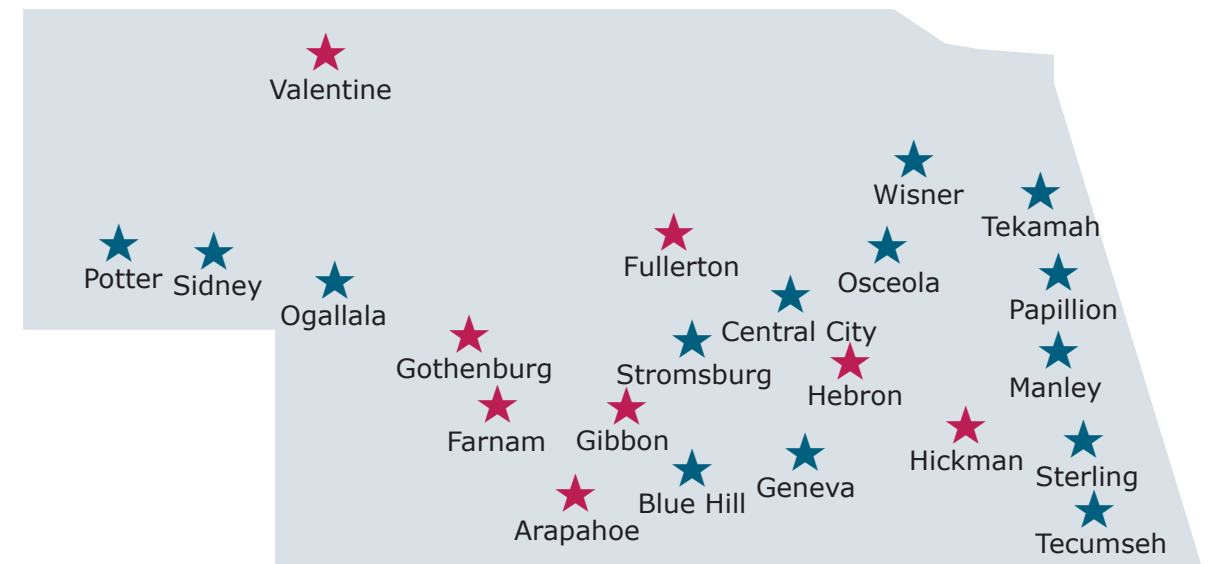 Valentine
Wisner
Tekamah
Fullerton
Potter
Sidney
Osceola
Ogallala
Papillion
Central City
Gothenburg
Stromsburg
Hebron
Manley
Farnam
Gibbon
Hickman
Sterling
Geneva
Blue Hill
Arapahoe
Tecumseh